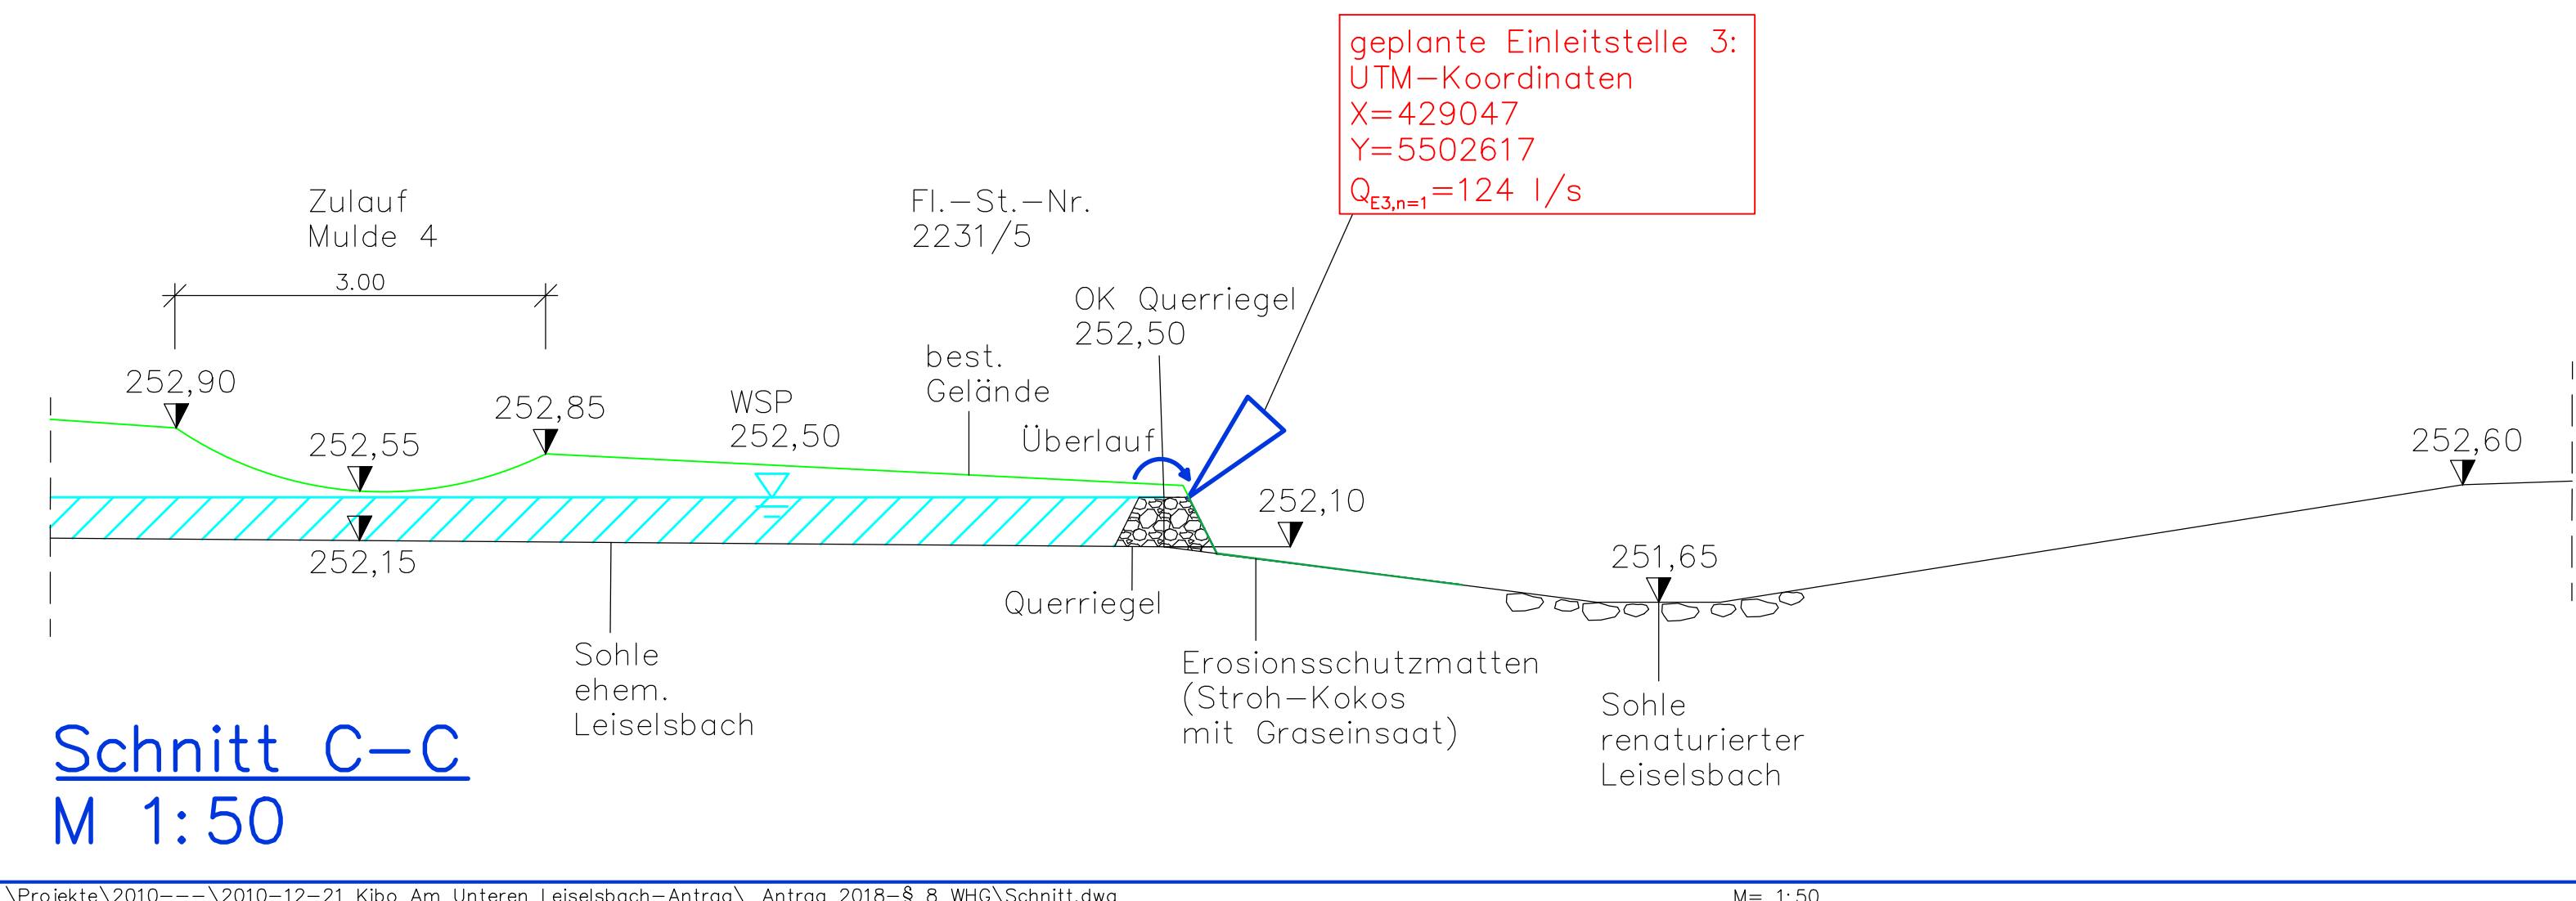 geplante Einleitstelle 3:
UTM-Koordinaten
X=429047
Y=5502617
QE3,n=1=124 l/s
Zulauf
Mulde 4
3.00
Fl.-St.-Nr.
2231/5
OK Querriegel
252,50
best.
Gelände
252,90
252,85
WSP
252,50
Überlauf
252,55
252,60
252,10
252,15
251,65
Querriegel
Sohle
ehem.
Leiselsbach
Erosionsschutzmatten
(Stroh-Kokos
mit Graseinsaat)
Sohle
renaturierter
Leiselsbach
Schnitt C-C
M 1:50
\Projekte\2010---\2010-12-21 Kibo Am Unteren Leiselsbach-Antrag\_Antrag 2018-§ 8 WHG\Schnitt.dwg
M= 1:50